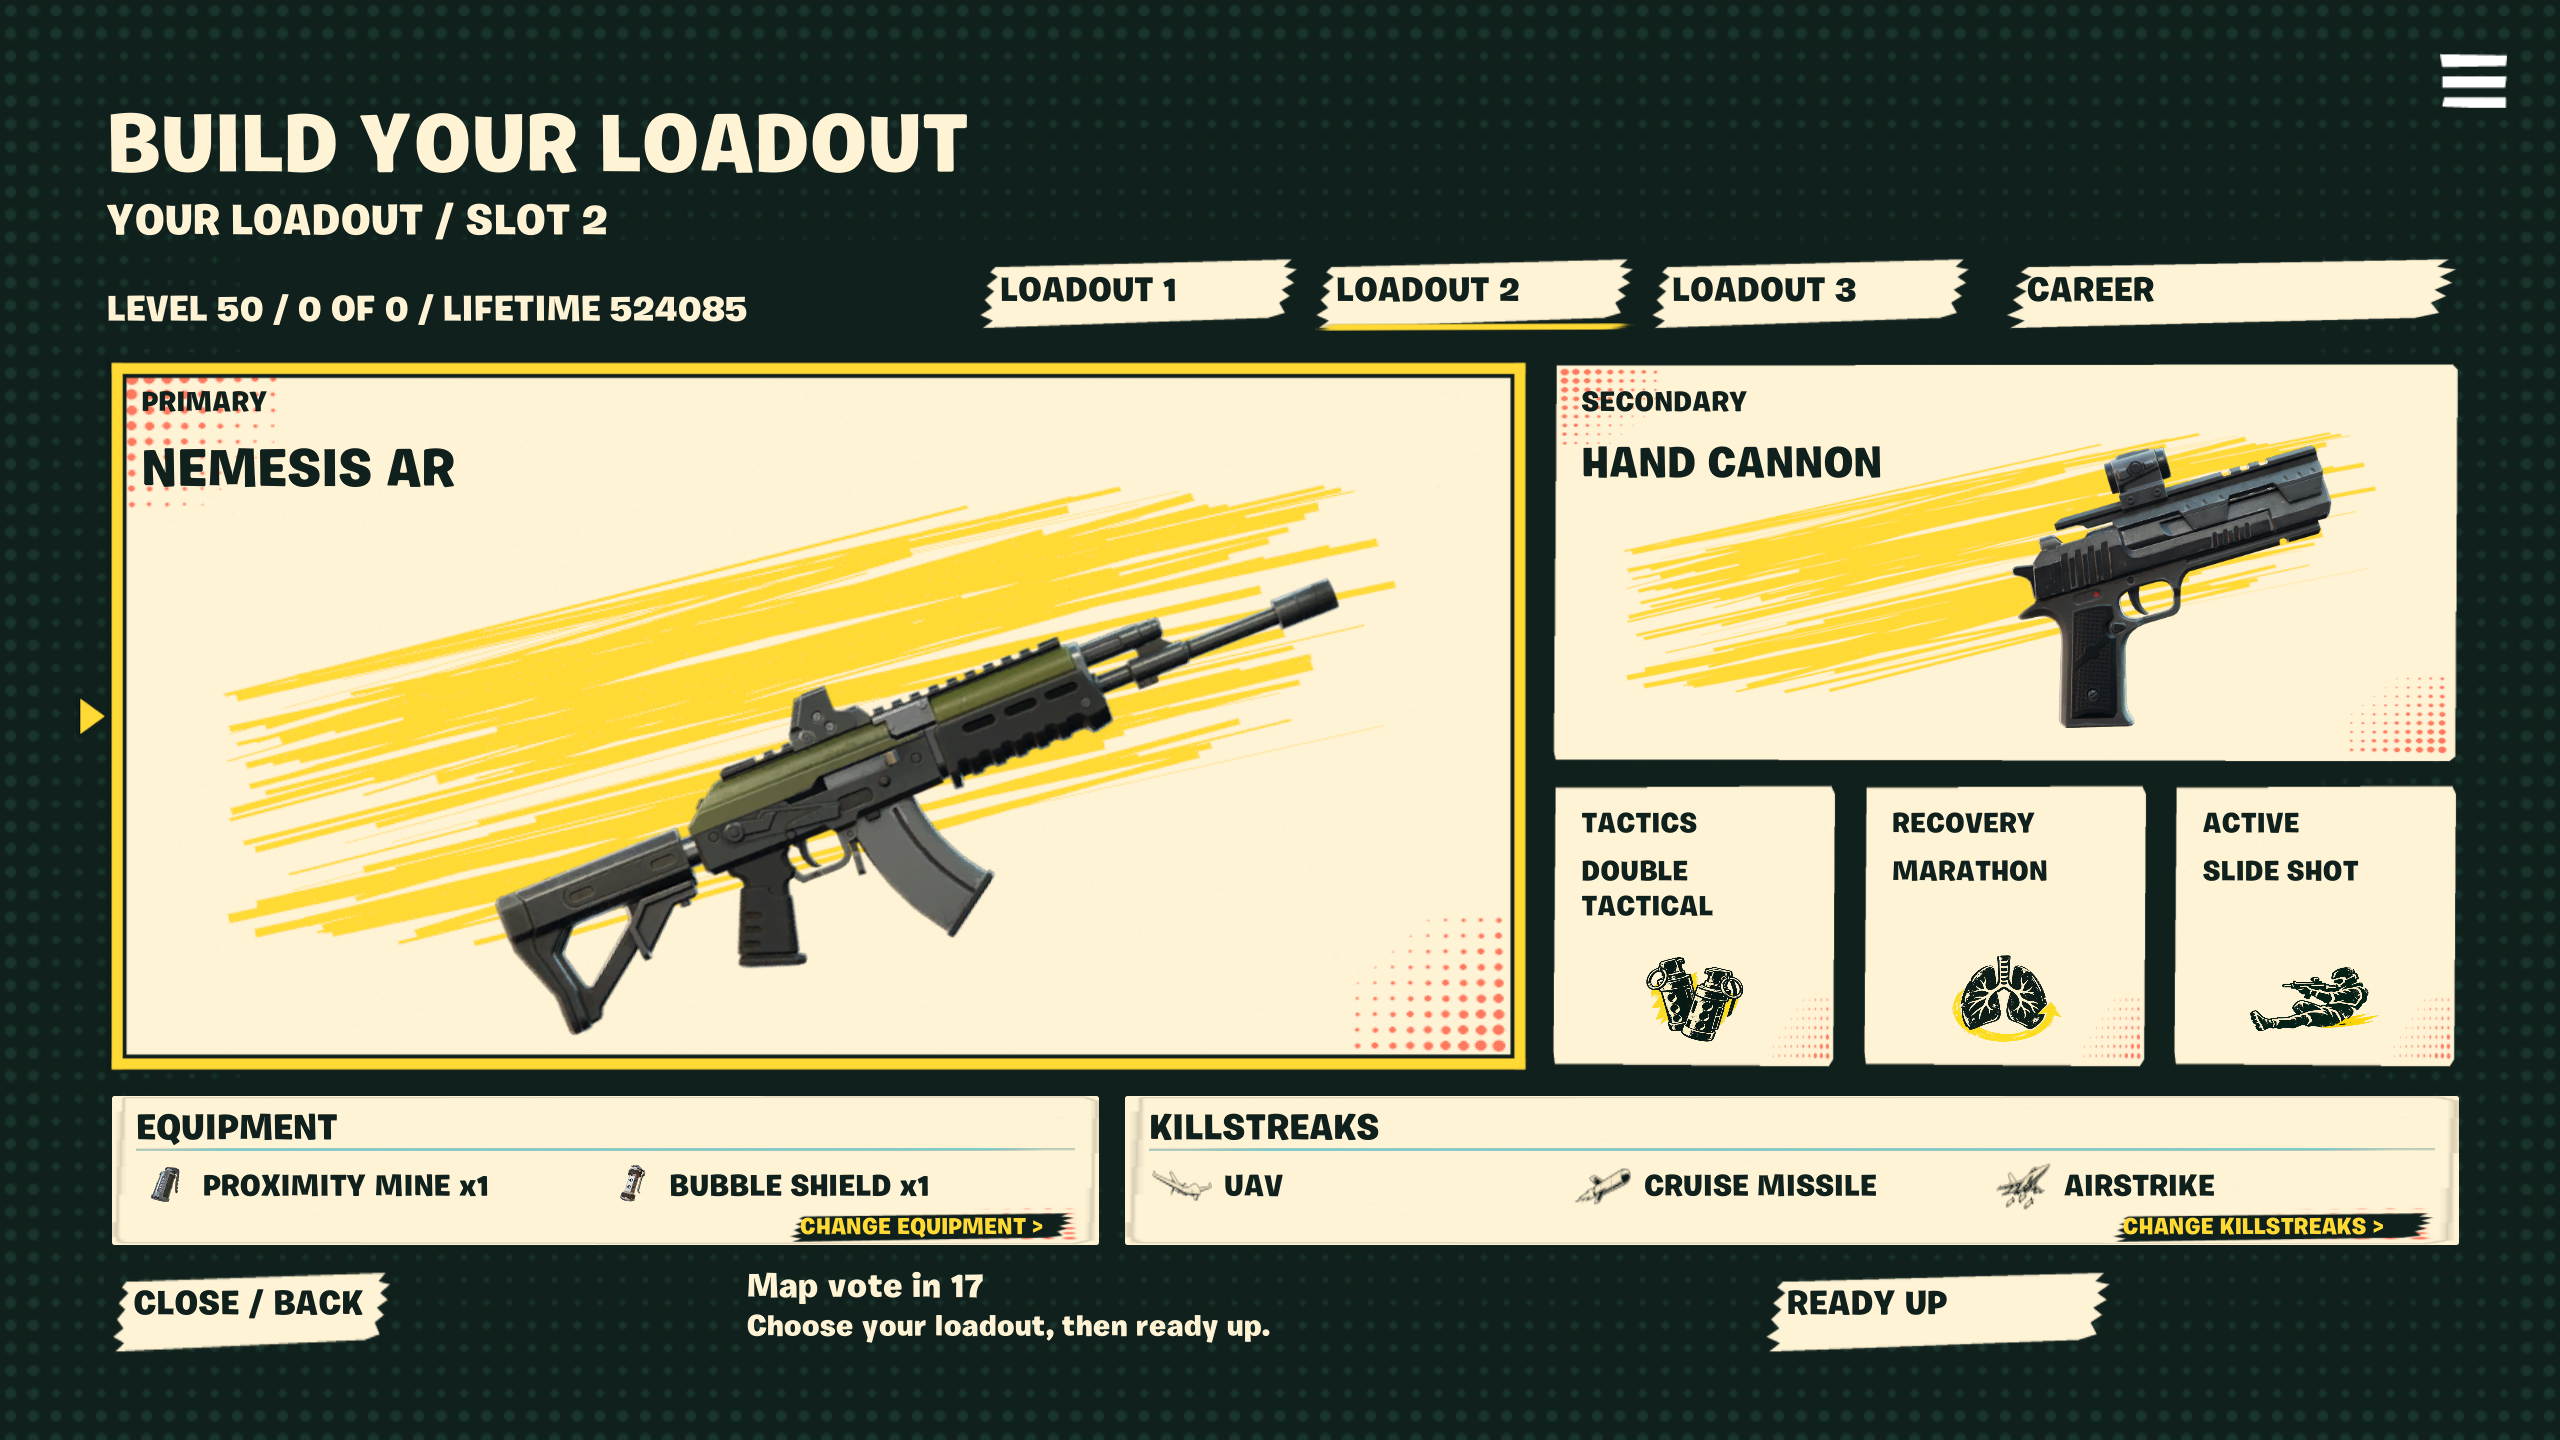 BUILD YOUR LOADOUT
YOUR LOADOUT / SLOT 2
LEVEL 50 / 0 OF 0 / LIFETIME 524085
LOADOUT 1
LOADOUT 2
LOADOUT 3
CAREER
PRIMARY
NEMESIS AR
SECONDARY
HAND CANNON
TACTICS
DOUBLE
TACTICAL
RECOVERY
MARATHON
ACTIVE
SLIDE SHOT
EQUIPMENT
PROXIMITY MINE x1
BUBBLE SHIELD x1
CHANGE EQUIPMENT >
KILLSTREAKS
UAV
CRUISE MISSILE
AIRSTRIKE
CHANGE KILLSTREAKS >
CLOSE / BACK
Map vote in 17
Choose your loadout, then ready up.
READY UP